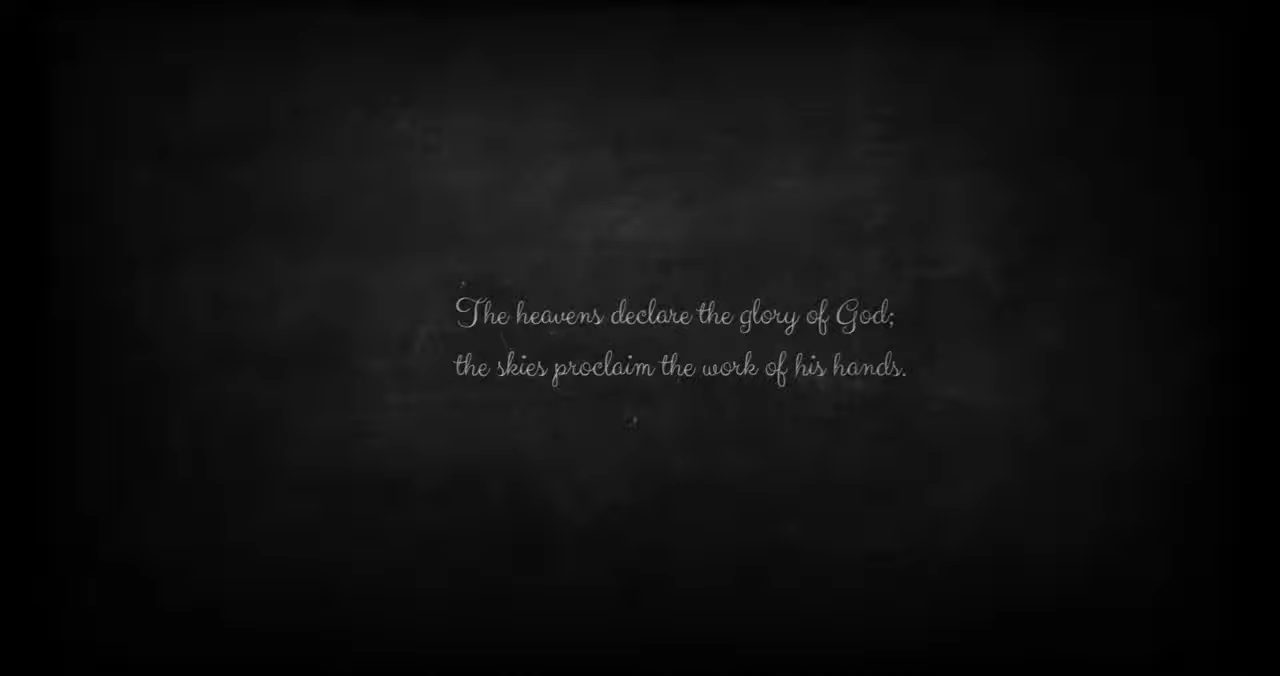 The heavens declare the glory of God;
the skies proclaim the work of his hands.